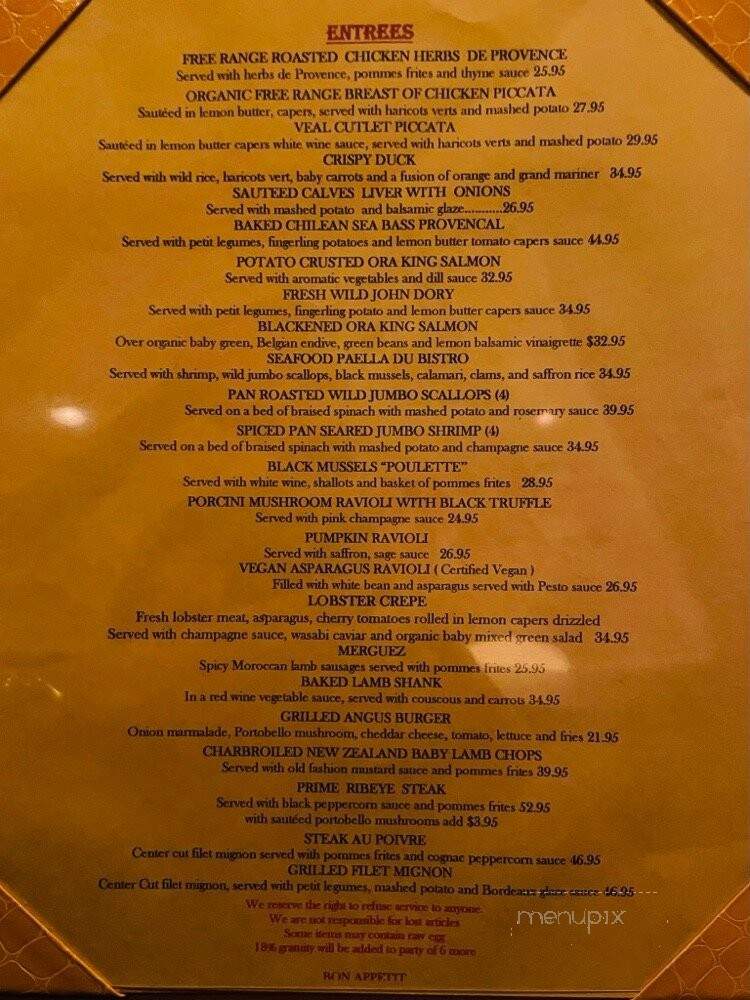 ENTREES
FREE RANGE ROASTED CHICKEN HERBS DE PROVENCE
Served with herbs de Provence, pommes frites and thyme sauce 25.95
ORGANIC FREE RANGE BREAST OF CHICKEN PICCATA
Sautéed in lemon butter, capers, served with haricots verts and mashed potato 27.95
VEAL CUTLET PICCATA
Sautéed in lemon butter capers white wine sauce, served with haricots verts and mashed potato 29.95
CRISPY DUCK
Served with wild rice, haricots vert, baby carrots and a fusion of orange and grand mariner 34.95
SAUTEED CALVES LIVER WITH ONIONS
Served with mashed potato and balsamic glaze...........26.95
BAKED CHILEAN SEA BASS PROVENCAL
Served with petit legumes, fingerling potatoes and lemon butter tomato capers sauce 44.95
POTATO CRUSTED ORA KING SALMON
Served with aromatic vegetables and dill sauce 32.95
FRESH WILD JOHN DORY
Served with petit legumes, fingerling potato and lemon butter capers sauce 34.95
BLACKENED ORA KING SALMON
Over organic baby green, Belgian endive, green beans and lemon balsamic vinaigrette $32.95
SEAFOOD PAELLA DU BISTRO
Served with shrimp, wild jumbo scallops, black mussels, calamari, clams, and saffron rice 34.95
PAN ROASTED WILD JUMBO SCALLOPS (4)
Served on a bed of braised spinach with mashed potato and rosemary sauce 39.95
SPICED PAN SEARED JUMBO SHRIMP (4)
Served on a bed of braised spinach with mashed potato and champagne sauce 34.95
BLACK MUSSELS "POULETTE"
Served with white wine, shallots and basket of pommes frites 28.95
PORCINI MUSHROOM RAVIOLI WITH BLACK TRUFFLE
Served with pink champagne sauce 24.95
PUMPKIN RAVIOLI
Served with saffron, sage sauce 26.95
VEGAN ASPARAGUS RAVIOLI ( Certified Vegan )
Filled with white bean and asparagus served with Pesto sauce 26.95
LOBSTER CREPE
Fresh lobster meat, asparagus, cherry tomatoes rolled in lemon capers drizzled
Served with champagne sauce, wasabi caviar and organic baby mixed green salad 34.95
MERGUEZ
Spicy Moroccan lamb sausages served with pommes frites 25.95
BAKED LAMB SHANK
In a red wine vegetable sauce, served with couscous and carrots 34.95
GRILLED ANGUS BURGER
Onion marmalade, Portobello mushroom, cheddar cheese, tomato, lettuce and fries 21.95
CHARBROILED NEW ZEALAND BABY LAMB CHOPS
Served with old fashion mustard sauce and pommes frites 39.95
PRIME RIBEYE STEAK
Served with black peppercorn sauce and pommes frites 52.95
with sautéed portobello mushrooms add $3.95
STEAK AU POIVRE
Center cut filet mignon served with pommes frites and cognac peppercorn sauce 46.95
GRILLED FILET MIGNON
Center Cut filet mignon, served with petit legumes, mashed potato and Bordeaux glace sauce 46.95
We reserve the right to refuse service to anyone.
We are not responsible for lost articles
Some items may contain raw egg
18% gratuity will be added to party of 6 more
BON APPETIT
menupix